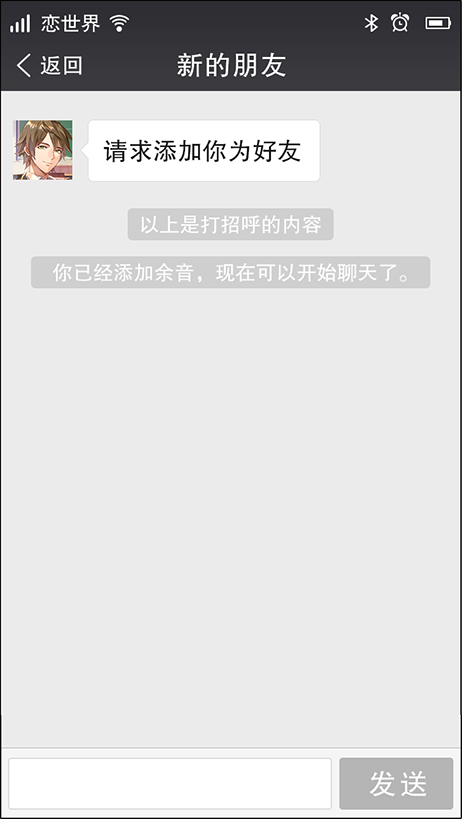 恋世界
返回
新的朋友
请求添加你为好友
以上是打招呼的内容
你已经添加余音，现在可以开始聊天了。
发送